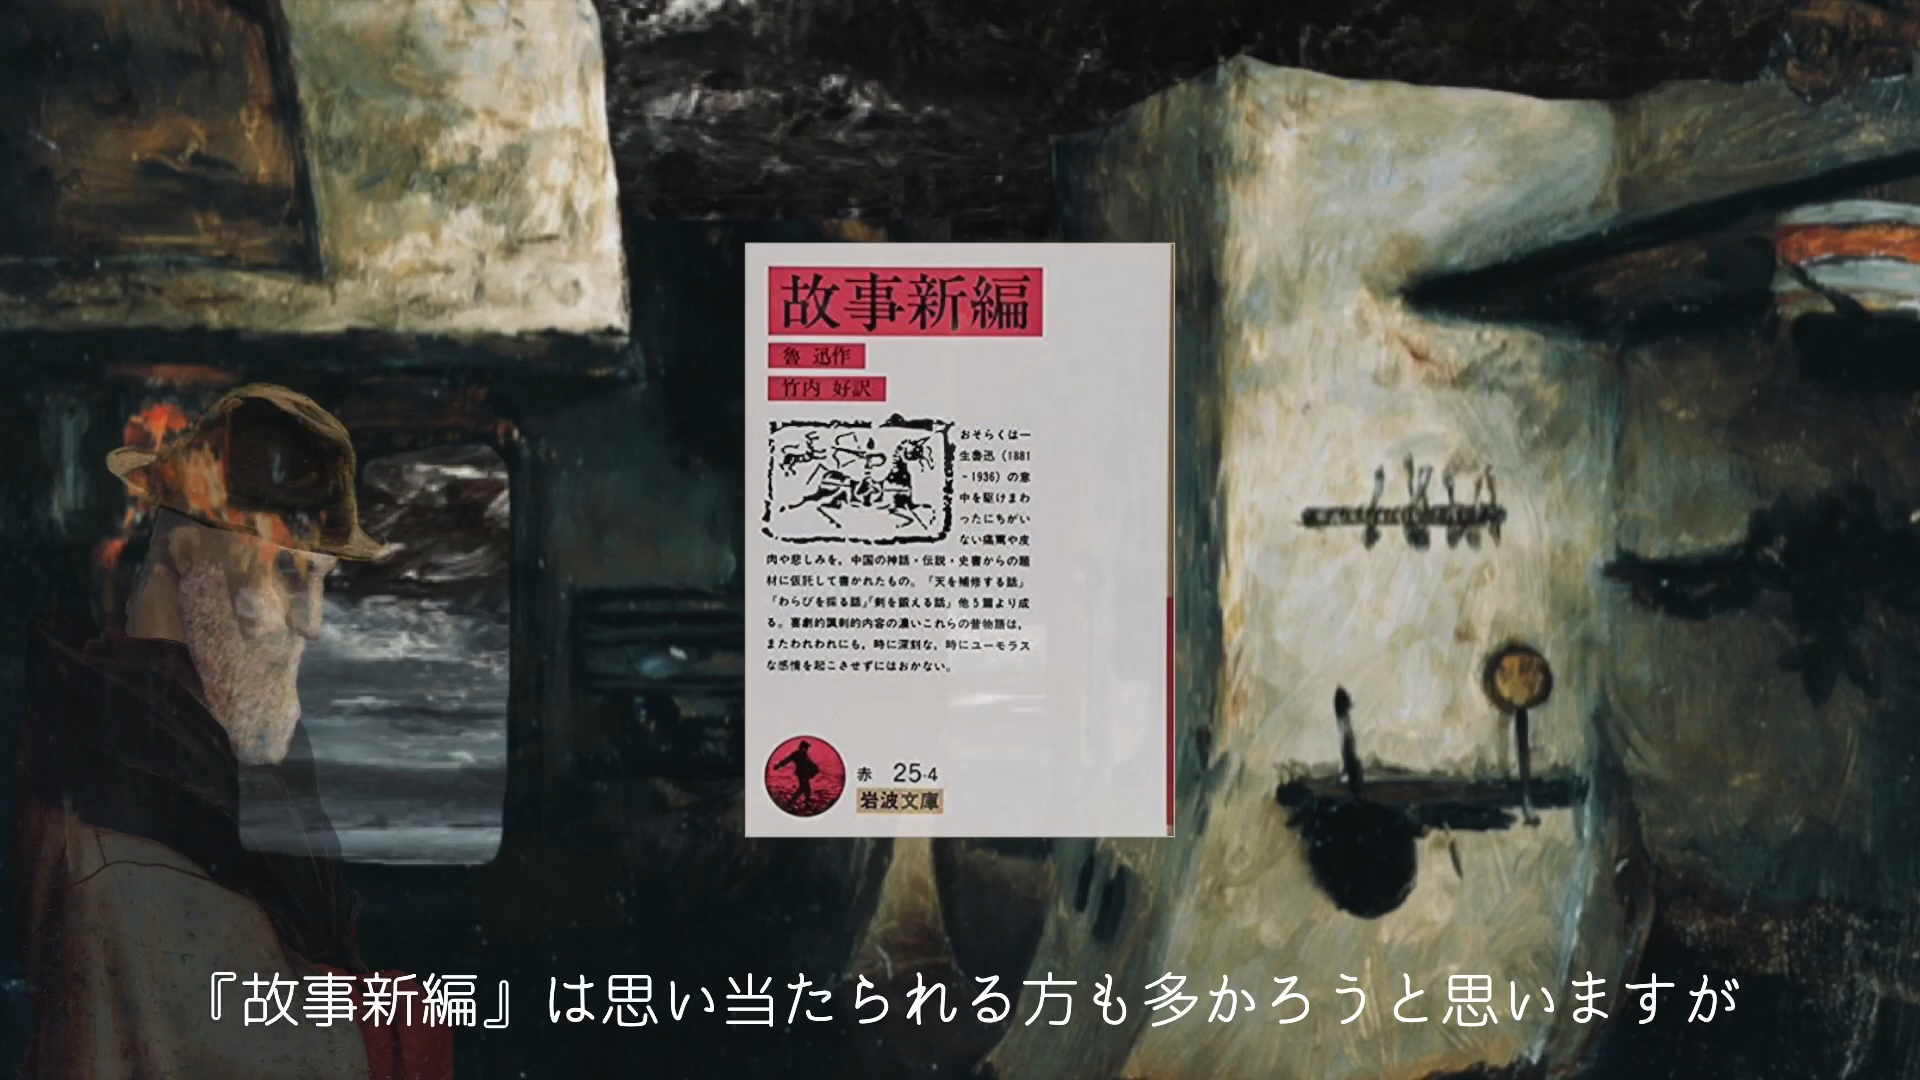 故事新編
魯 迅作
竹内 好訳
おそらくは一
生魯迅（1881
－1936）の意
中を駆けまわ
ったにちがい
ない痛罵や皮
肉や悲しみを，中国の神話・伝説・史書からの題
材に仮託して書かれたもの。「天を補修する話」
「わらびを採る話」「剣を鍛える話」他5篇より成
る。喜劇的諷刺的内容の濃いこれらの昔物語は，
またわれわれにも，時に深刻な，時にユーモラス
な感情を起こさせずにはおかない。
赤 25-4
岩波文庫
『故事新編』は思い当たられる方も多かろうと思いますが